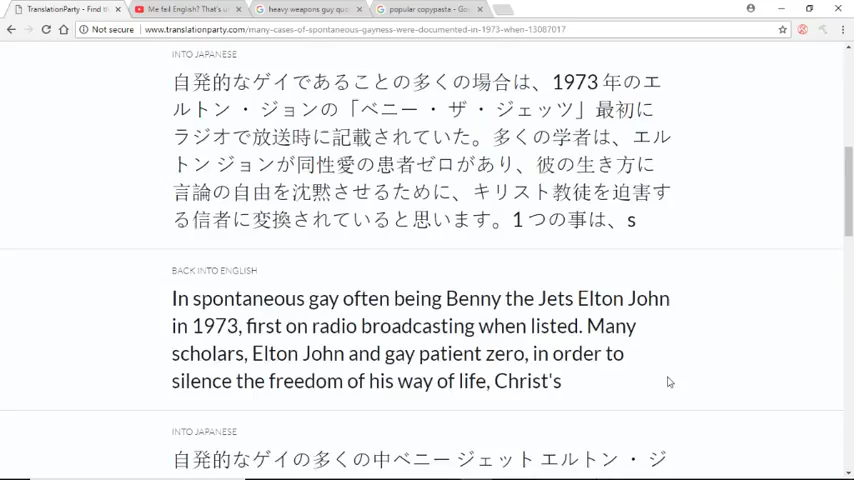 TranslationParty - Find th
Me fail English? That's u
heavy weapons guy quo
popular copypasta - Goo
Not secure
www.translationparty.com/many-cases-of-spontaneous-gayness-were-documented-in-1973-when-13087017
INTO JAPANESE
自発的なゲイであることの多くの場合は、1973 年のエ
ルトン・ジョンの「ベニー・ザ・ジェッツ」最初に
ラジオで放送時に記載されていた。多くの学者は、エル
トン ジョンが同性愛の患者ゼロがあり、彼の生き方に
言論の自由を沈黙させるために、キリスト教徒を迫害す
る信者に変換されていると思います。1 つの事は、s
BACK INTO ENGLISH
In spontaneous gay often being Benny the Jets Elton John
in 1973, first on radio broadcasting when listed. Many
scholars, Elton John and gay patient zero, in order to
silence the freedom of his way of life, Christ's
INTO JAPANESE
自発的なゲイの多くの中ベニー ジェット エルトン・ジ